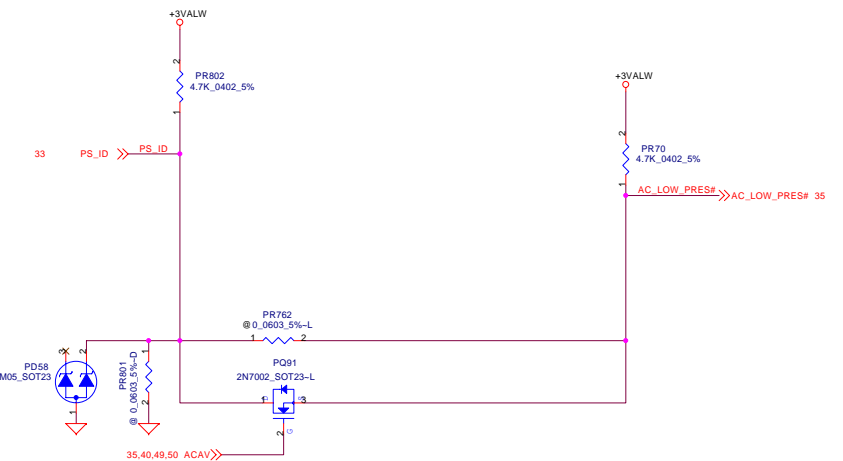 +3VALW
2
PR802
4.7K_0402_5%
1
+3VALW
2
PR70
4.7K_0402_5%
1
33 PS_ID PS_ID
AC_LOW_PRES# AC_LOW_PRES# 35
PR762
@ 0_0603_5%~L
1 2
3 2
PD58
M05_SOT23
1
1
PR801
@ 0_0603_5%~D
2
PQ91
2N7002_SOT23~L
1 D S 3
2 G
35,40,49,50 ACAV